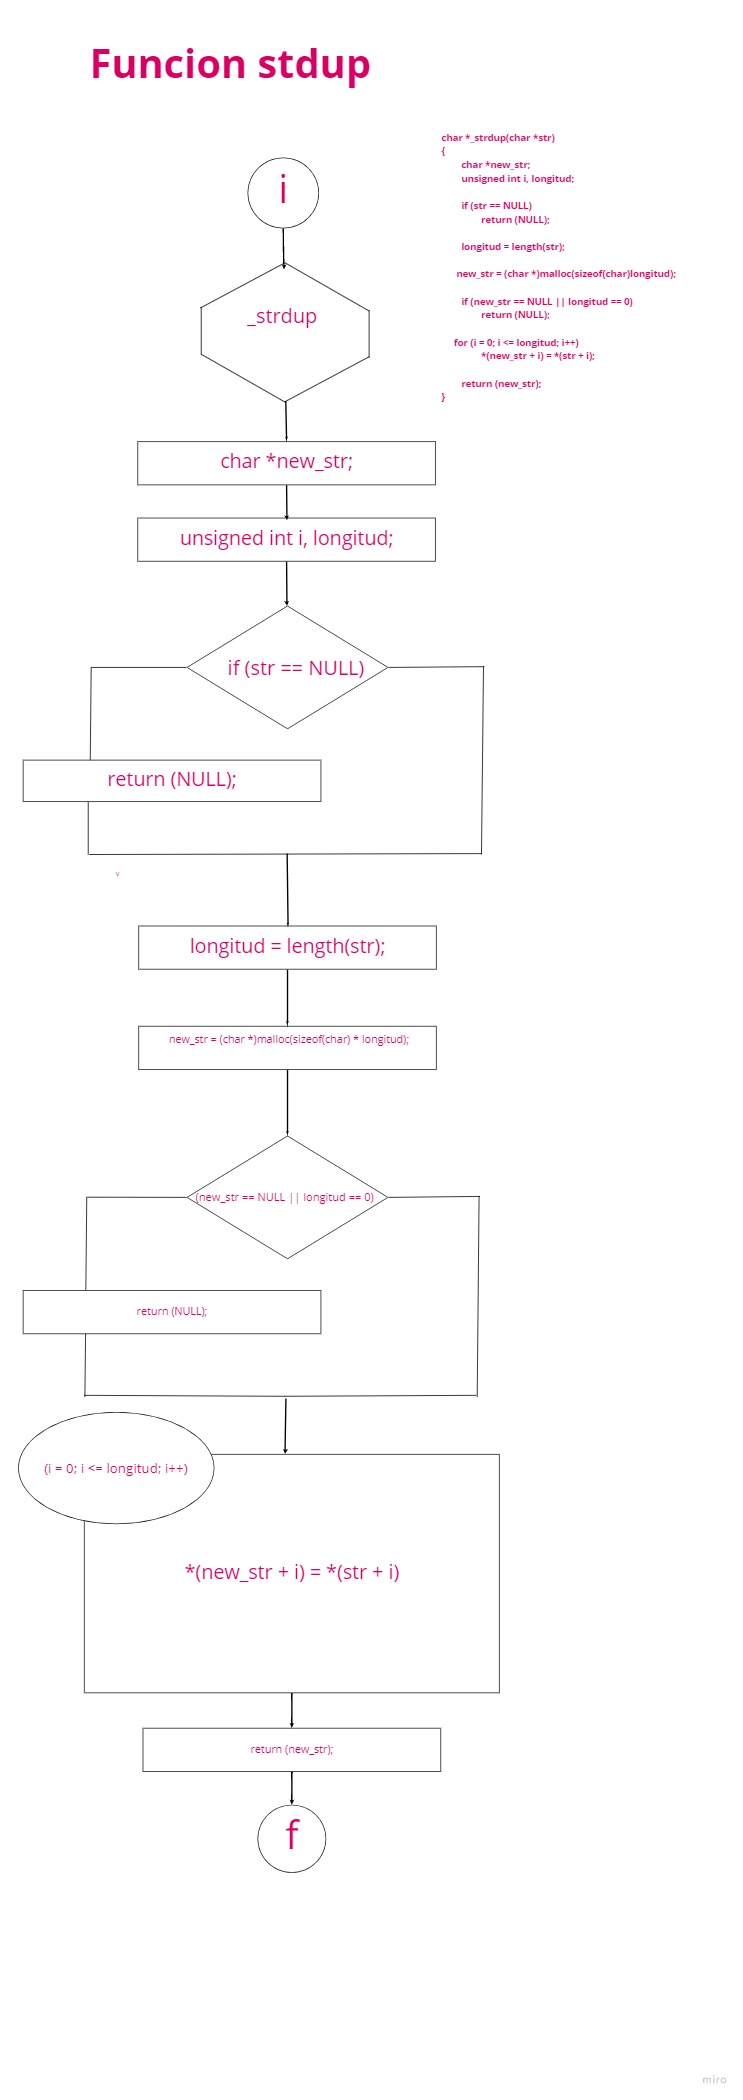 Funcion stdup
char *_strdup(char *str)
{
char *new_str;
unsigned int i, longitud;
if (str == NULL)
return (NULL);
longitud = length(str);
new_str = (char *)malloc(sizeof(char)longitud);
if (new_str == NULL || longitud == 0)
return (NULL);
for (i = 0; i <= longitud; i++)
*(new_str + i) = *(str + i);
return (new_str);
}
i
_strdup
char *new_str;
unsigned int i, longitud;
if (str == NULL)
return (NULL);
v
longitud = length(str);
new_str = (char *)malloc(sizeof(char) * longitud);
(new_str == NULL || longitud == 0)
return (NULL);
(i = 0; i <= longitud; i++)
*(new_str + i) = *(str + i)
return (new_str);
f
miro